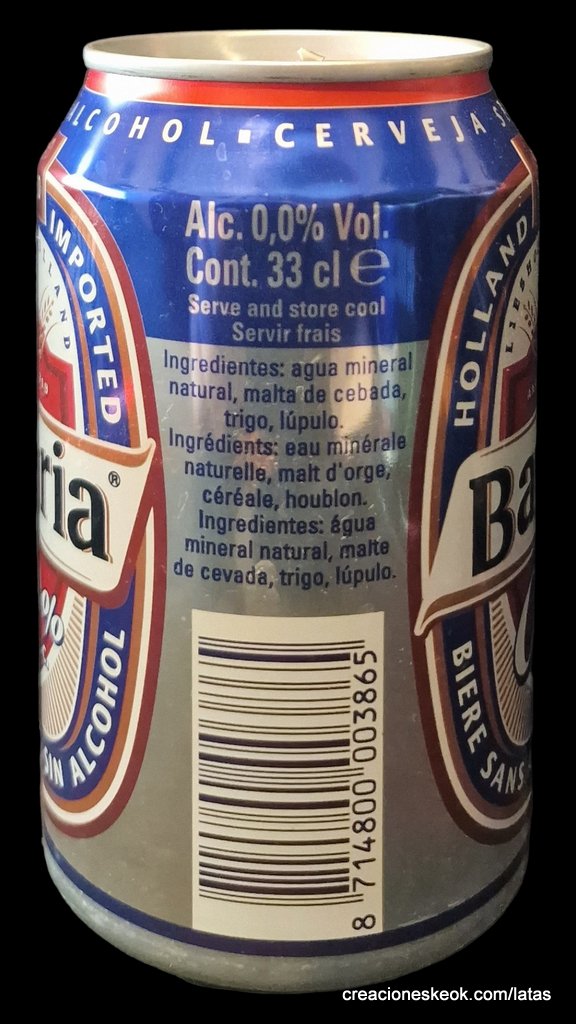 ALCOHOL ▪ CERVEJA
Alc. 0,0% Vol.
Cont. 33 cl ℮
Serve and store cool
Servir frais
Ingredientes: agua mineral
natural, malta de cebada,
trigo, lúpulo.
Ingrédients: eau minérale
naturelle, malt d'orge,
céréale, houblon.
Ingredientes: égua
mineral natural, malte
de cevada, trigo, lúpulo.
8 714800 003865
IMPORTED
ria®
%
SIN ALCOHOL
HOLLAND
Ba
BIERE SANS
creacioneskeok.com/latas